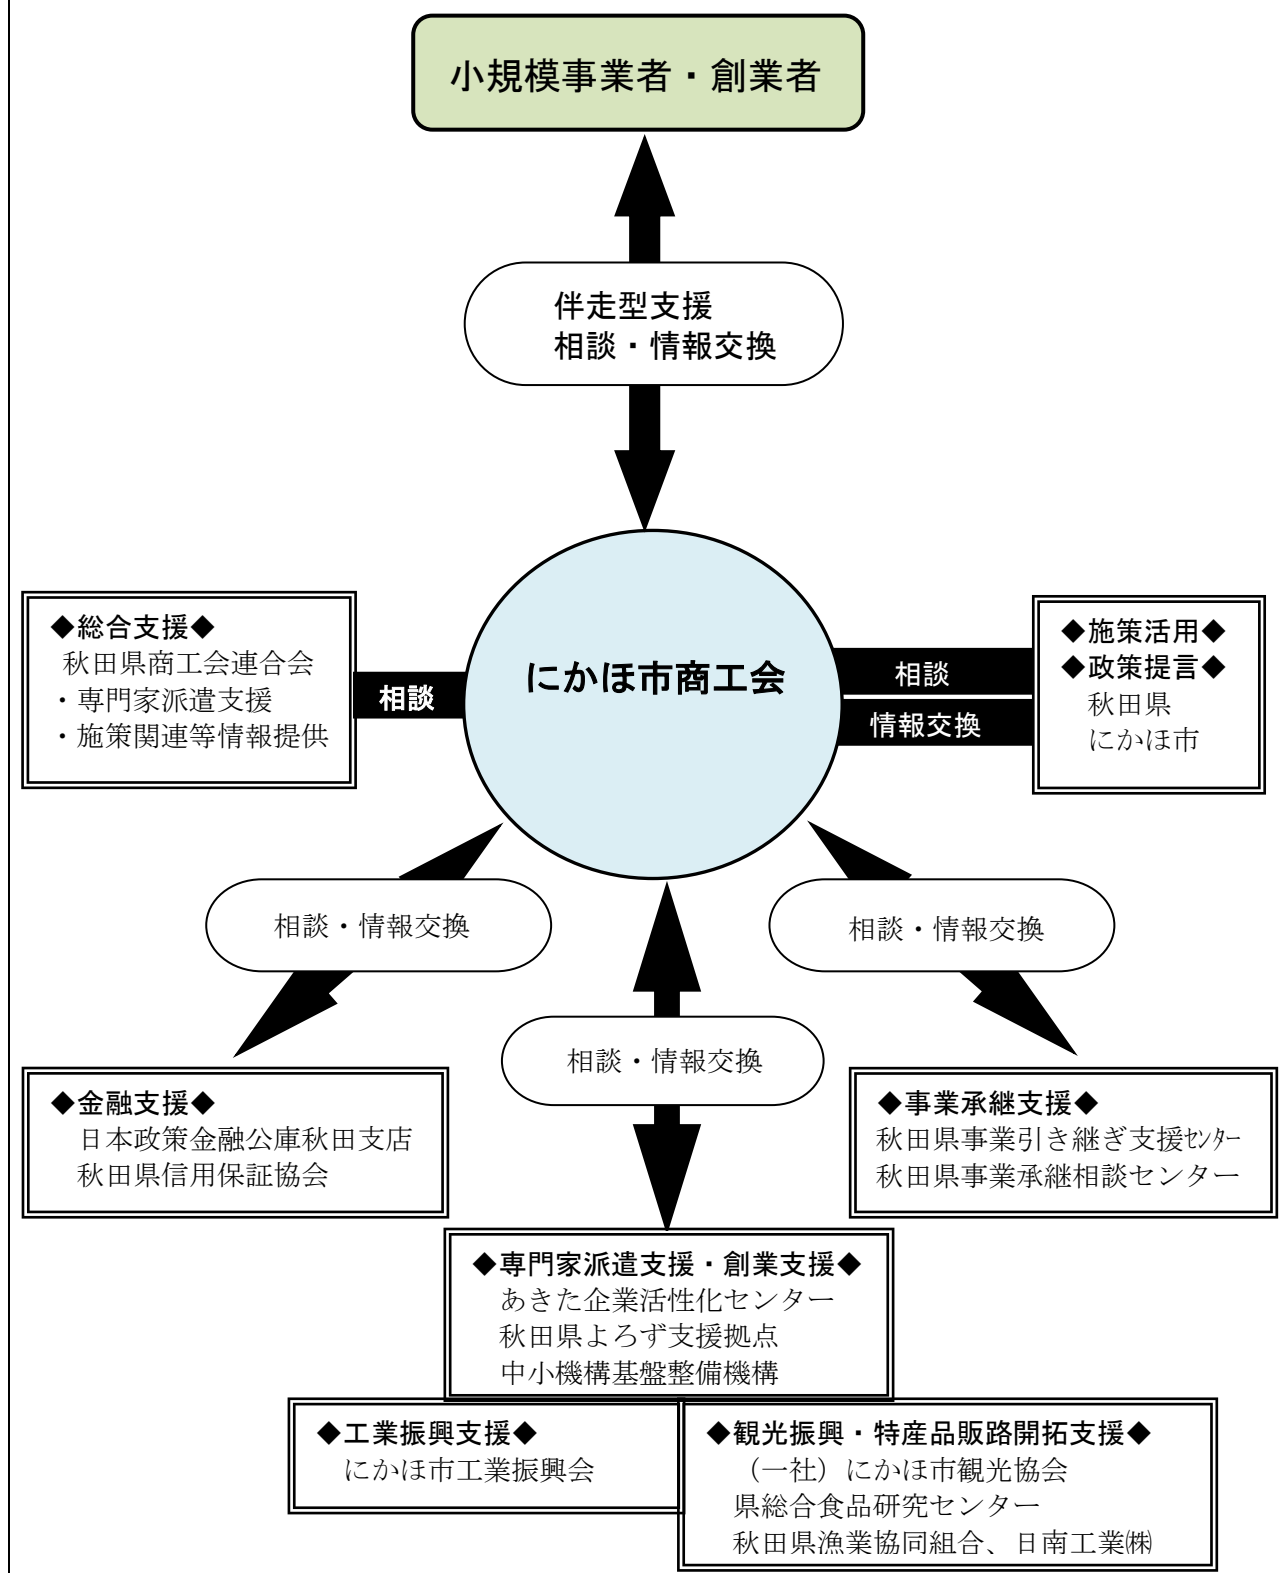 小規模事業者・創業者
伴走型支援
相談・情報交換
にかほ市商工会
◆総合支援◆
秋田県商工会連合会
・専門家派遣支援
・施策関連等情報提供
相談
相談
情報交換
◆施策活用◆
◆政策提言◆
秋田県
にかほ市
相談・情報交換
相談・情報交換
相談・情報交換
◆金融支援◆
日本政策金融公庫秋田支店
秋田県信用保証協会
◆事業承継支援◆
秋田県事業引き継ぎ支援ｾﾝﾀｰ
秋田県事業承継相談センター
◆専門家派遣支援・創業支援◆
あきた企業活性化センター
秋田県よろず支援拠点
中小機構基盤整備機構
◆工業振興支援◆
にかほ市工業振興会
◆観光振興・特産品販路開拓支援◆
（一社）にかほ市観光協会
県総合食品研究センター
秋田県漁業協同組合、日南工業㈱